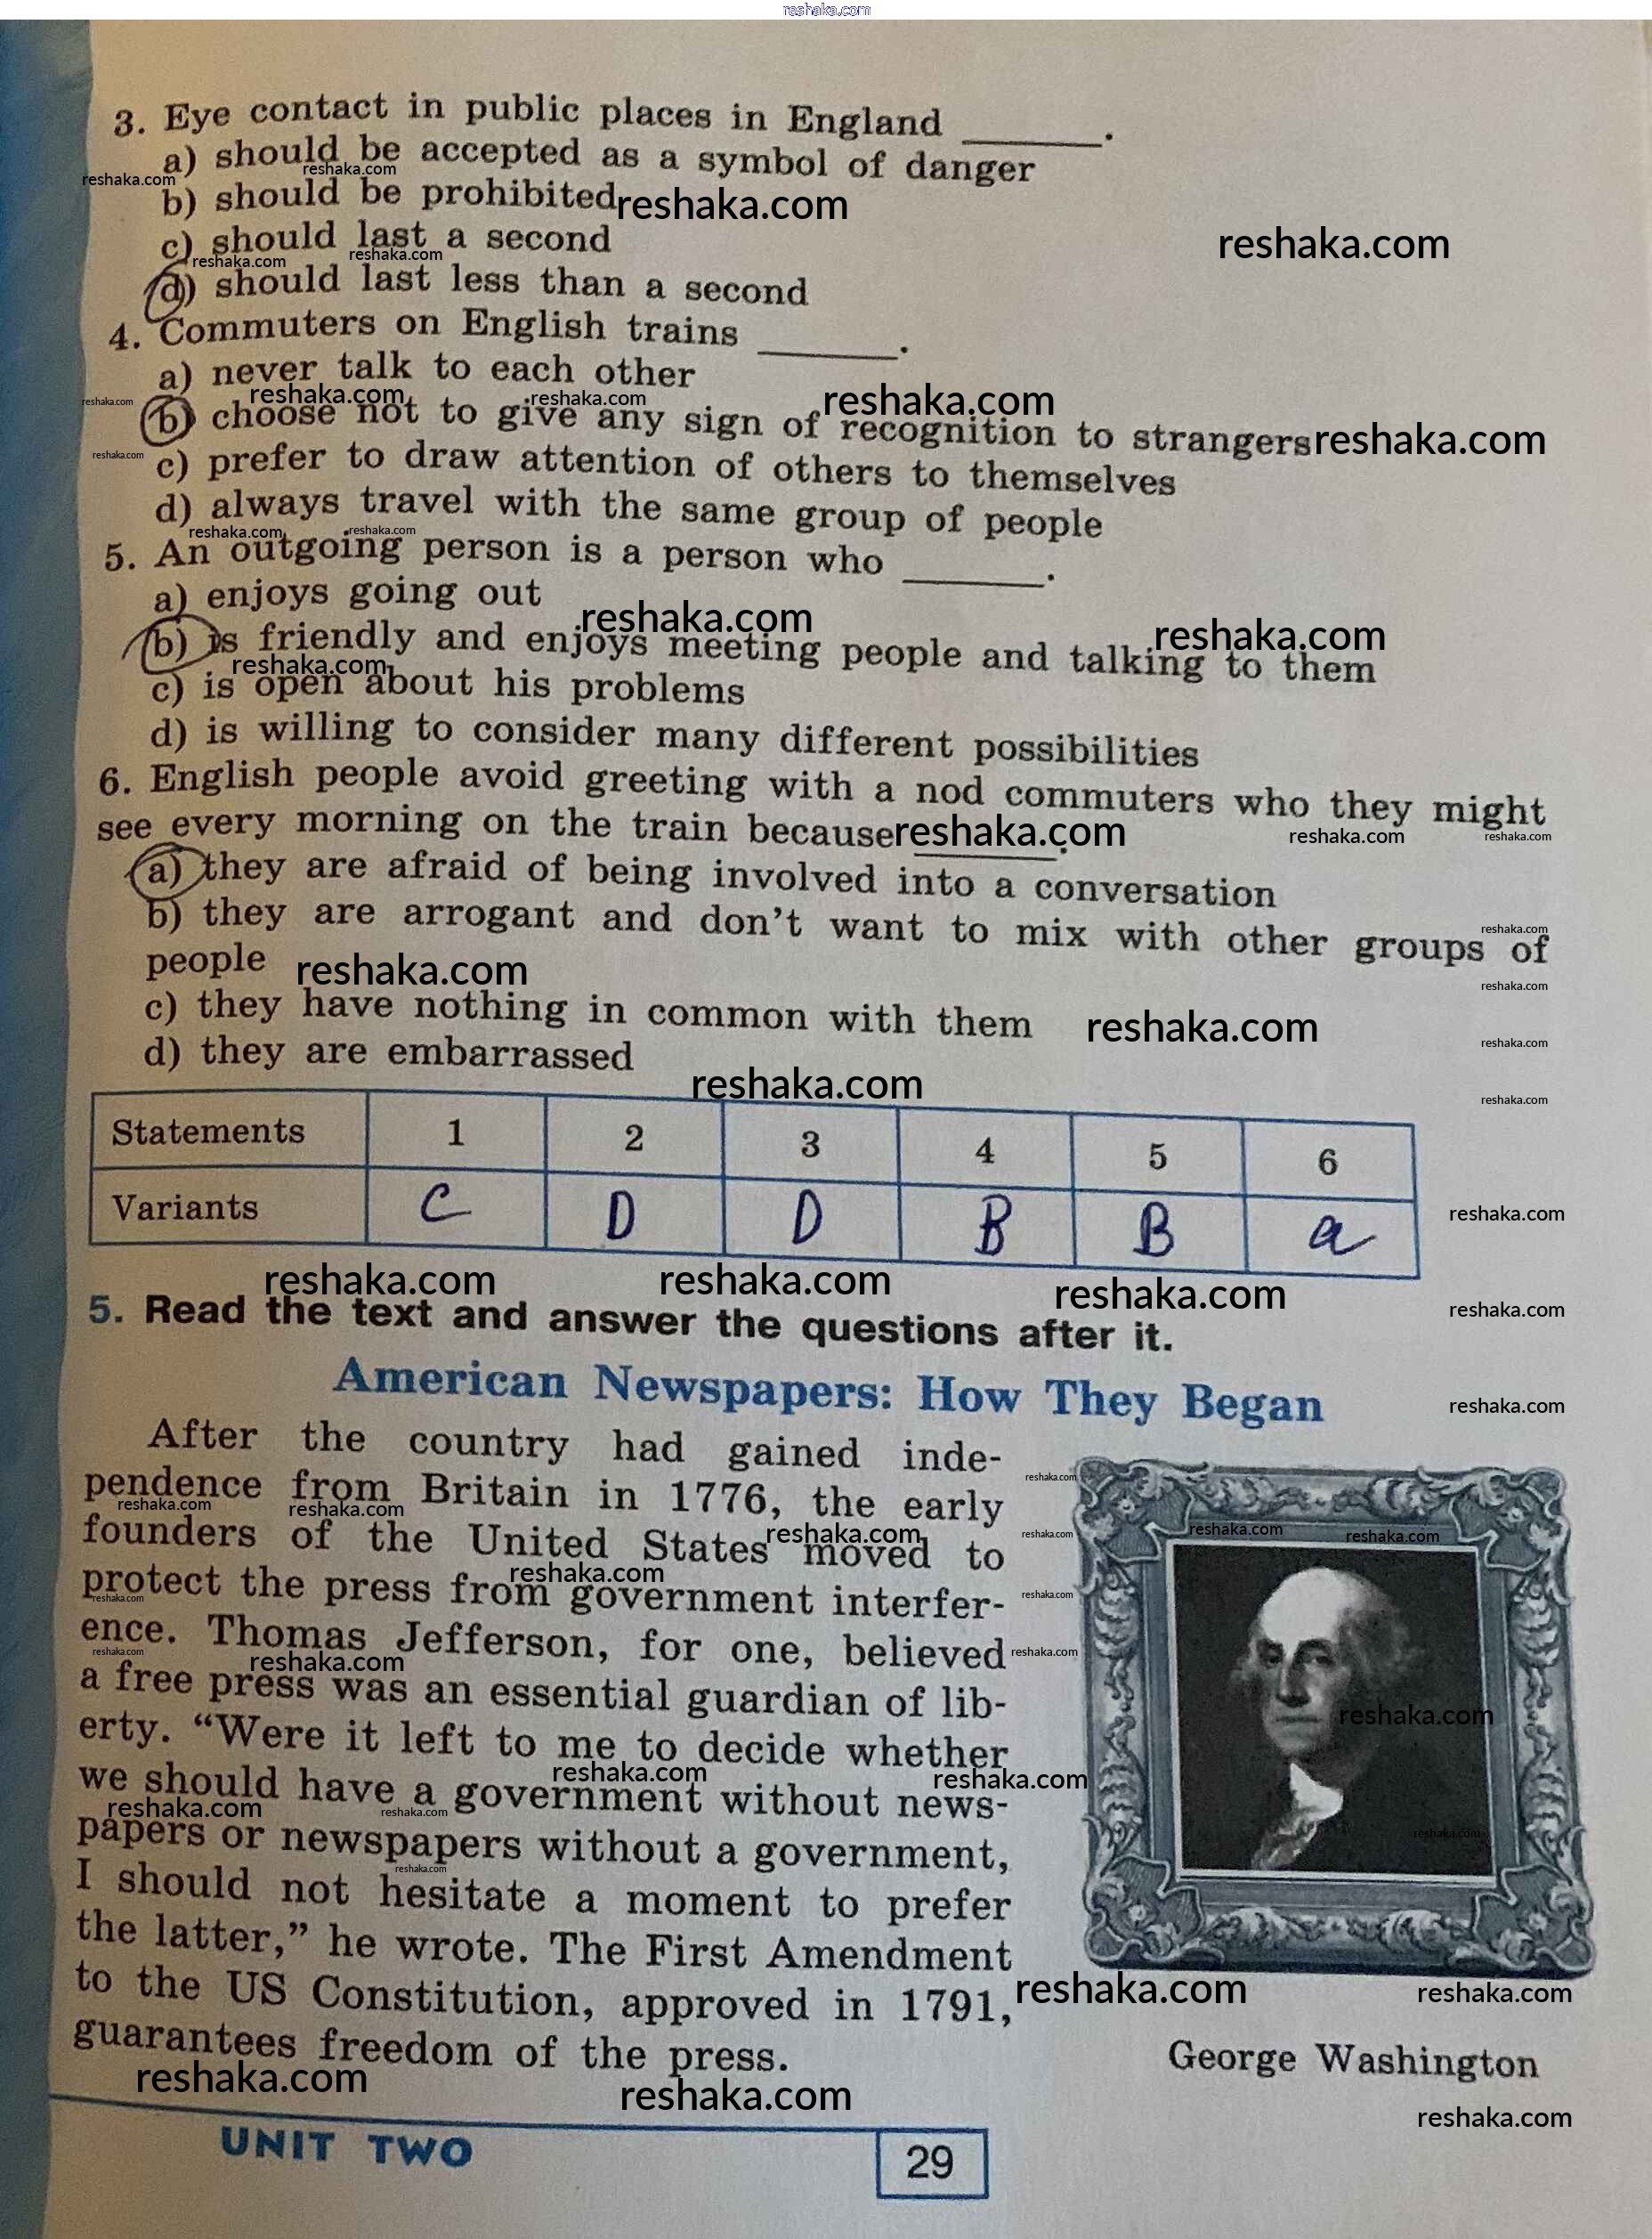 reshaka.com
3. Eye contact in public places in England ______.
a) should be accepted as a symbol of danger
b) should be prohibited
c) should last a second
d) should last less than a second
4. Commuters on English trains ______.
a) never talk to each other
b) choose not to give any sign of recognition to strangers
c) prefer to draw attention of others to themselves
d) always travel with the same group of people
5. An outgoing person is a person who ______.
a) enjoys going out
b) is friendly and enjoys meeting people and talking to them
c) is open about his problems
d) is willing to consider many different possibilities
6. English people avoid greeting with a nod commuters who they might
see every morning on the train because ______.
a) they are afraid of being involved into a conversation
b) they are arrogant and don't want to mix with other groups of
people
c) they have nothing in common with them
d) they are embarrassed
Statements 1 2 3 4 5 6
Variants C D D B B a
5. Read the text and answer the questions after it.
American Newspapers: How They Began
After the country had gained inde-
pendence from Britain in 1776, the early
founders of the United States moved to
protect the press from government interfer-
ence. Thomas Jefferson, for one, believed
a free press was an essential guardian of lib-
erty. “Were it left to me to decide whether
we should have a government without news-
papers or newspapers without a government,
I should not hesitate a moment to prefer
the latter,” he wrote. The First Amendment
to the US Constitution, approved in 1791,
guarantees freedom of the press.
George Washington
UNIT TWO
29